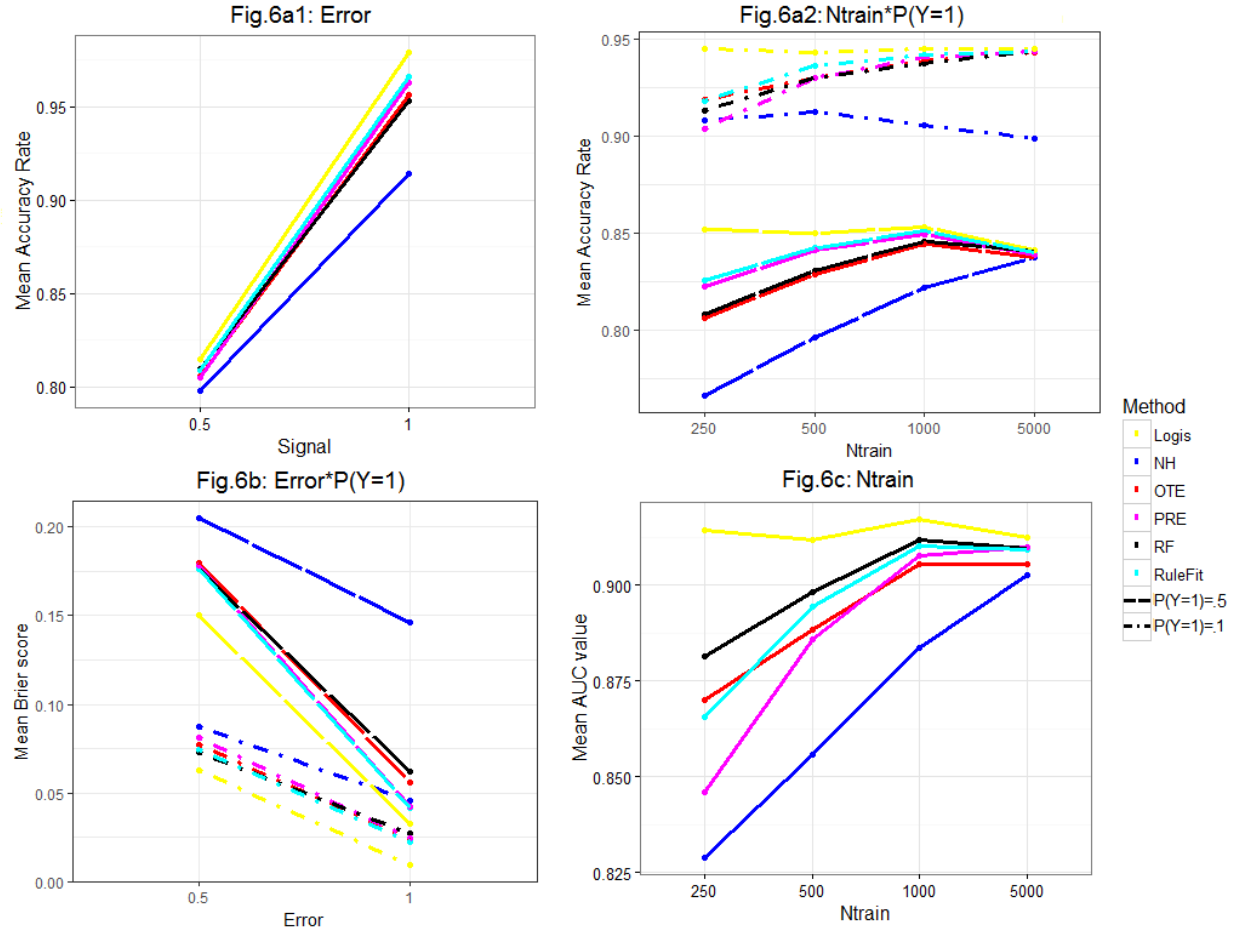 Fig.6a1: Error
Mean Accuracy Rate
0.95
0.90
0.85
0.80
0.5
1
Signal
Fig.6a2: Ntrain*P(Y=1)
Mean Accuracy Rate
0.95
0.90
0.85
0.80
250
500
1000
5000
Ntrain
Fig.6b: Error*P(Y=1)
Mean Brier score
0.20
0.15
0.10
0.05
0.00
0.5
1
Error
Fig.6c: Ntrain
Mean AUC value
0.900
0.875
0.850
0.825
250
500
1000
5000
Ntrain
Method
Logis
NH
OTE
PRE
RF
RuleFit
P(Y=1)=.5
P(Y=1)=.1